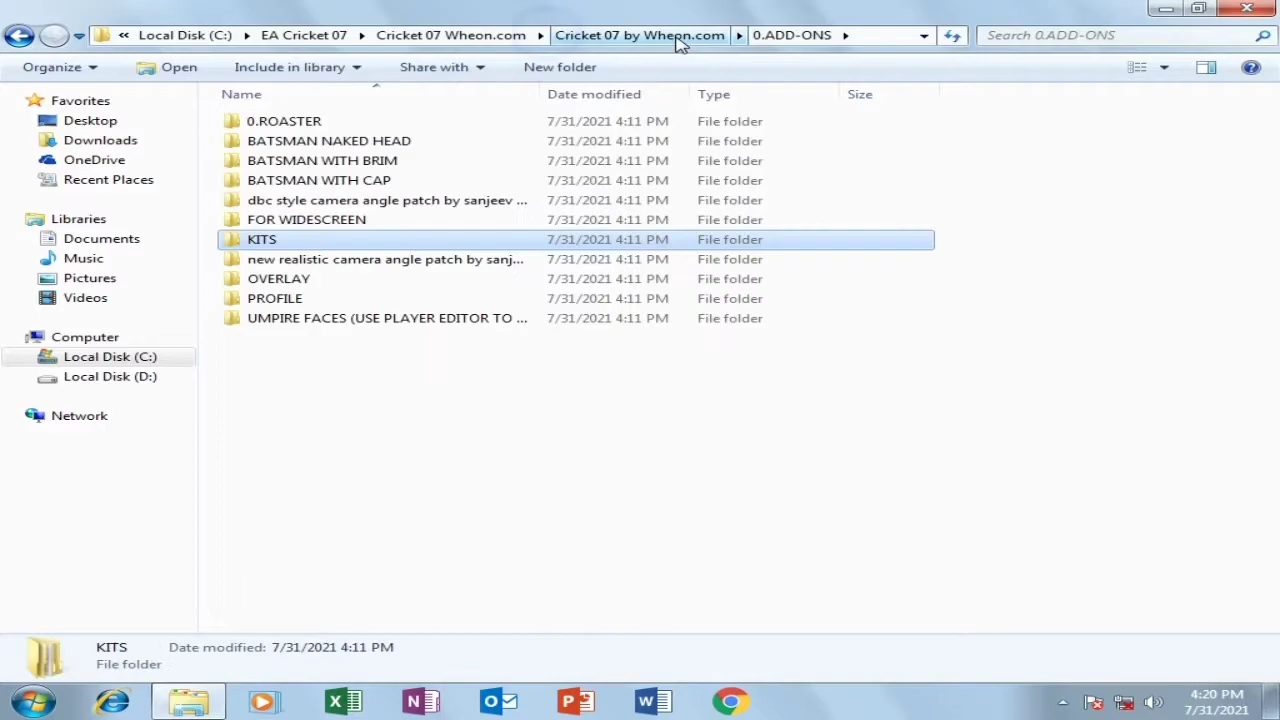 « Local Disk (C:) EA Cricket 07 Cricket 07 Wheon.com Cricket 07 by Wheon.com 0.ADD-ONS Search 0.ADD-ONS
Organize Open Include in library Share with New folder
Name Date modified Type Size
Favorites
Desktop
Downloads
OneDrive
Recent Places
Libraries
Documents
Music
Pictures
Videos
Computer
Local Disk (C:)
Local Disk (D:)
Network
0.ROASTER 7/31/2021 4:11 PM File folder
BATSMAN NAKED HEAD 7/31/2021 4:11 PM File folder
BATSMAN WITH BRIM 7/31/2021 4:11 PM File folder
BATSMAN WITH CAP 7/31/2021 4:11 PM File folder
dbc style camera angle patch by sanjeev ... 7/31/2021 4:11 PM File folder
FOR WIDESCREEN 7/31/2021 4:11 PM File folder
KITS 7/31/2021 4:11 PM File folder
new realistic camera angle patch by sanj... 7/31/2021 4:11 PM File folder
OVERLAY 7/31/2021 4:11 PM File folder
PROFILE 7/31/2021 4:11 PM File folder
UMPIRE FACES (USE PLAYER EDITOR TO ... 7/31/2021 4:11 PM File folder
KITS Date modified: 7/31/2021 4:11 PM
File folder
4:20 PM
7/31/2021